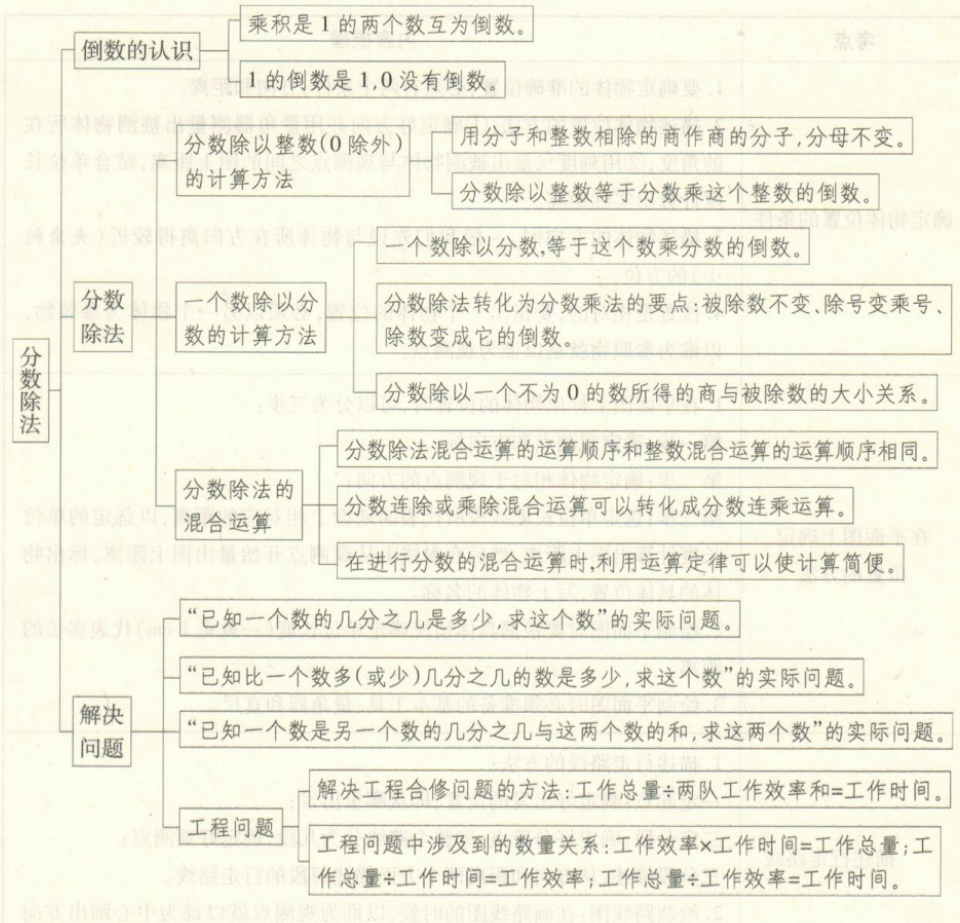 分数除法
倒数的认识
乘积是1的两个数互为倒数。
1的倒数是1,0没有倒数。
分数
除法
分数除以整数(0除外)
的计算方法
用分子和整数相除的商作商的分子,分母不变。
分数除以整数等于分数乘这个整数的倒数。
一个数除以分
数的计算方法
一个数除以分数,等于这个数乘分数的倒数。
分数除法转化为分数乘法的要点:被除数不变、除号变乘号、
除数变成它的倒数。
分数除以一个不为0的数所得的商与被除数的大小关系。
分数除法的
混合运算
分数除法混合运算的运算顺序和整数混合运算的运算顺序相同。
分数连除或乘除混合运算可以转化成分数连乘运算。
在进行分数的混合运算时,利用运算定律可以使计算简便。
解决
问题
“已知一个数的几分之几是多少,求这个数”的实际问题。
“已知比一个数多(或少)几分之几的数是多少,求这个数”的实际问题。
“已知一个数是另一个数的几分之几与这两个数的和,求这两个数”的实际问题。
工程问题
解决工程合修问题的方法:工作总量÷两队工作效率和=工作时间。
工程问题中涉及到的数量关系:工作效率×工作时间=工作总量;工
作总量÷工作时间=工作效率;工作总量÷工作效率=工作时间。